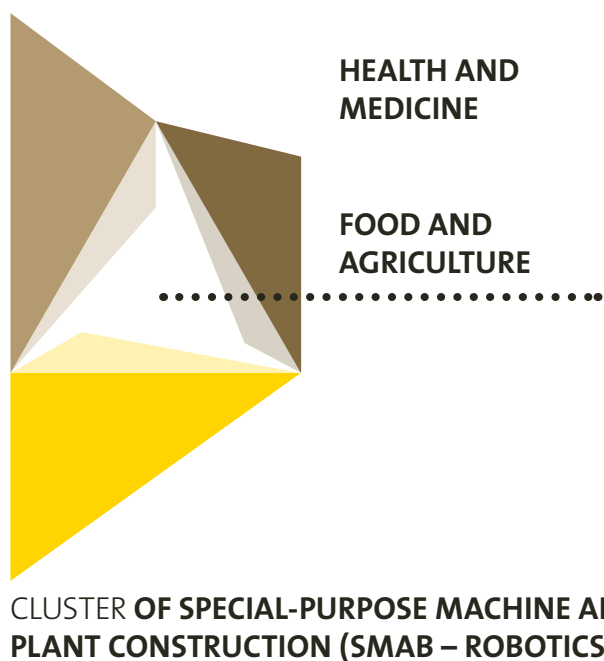 HEALTH AND
MEDICINE
FOOD AND
AGRICULTURE
CLUSTER OF SPECIAL-PURPOSE MACHINE
PLANT CONSTRUCTION (SMAB – ROBOTICS